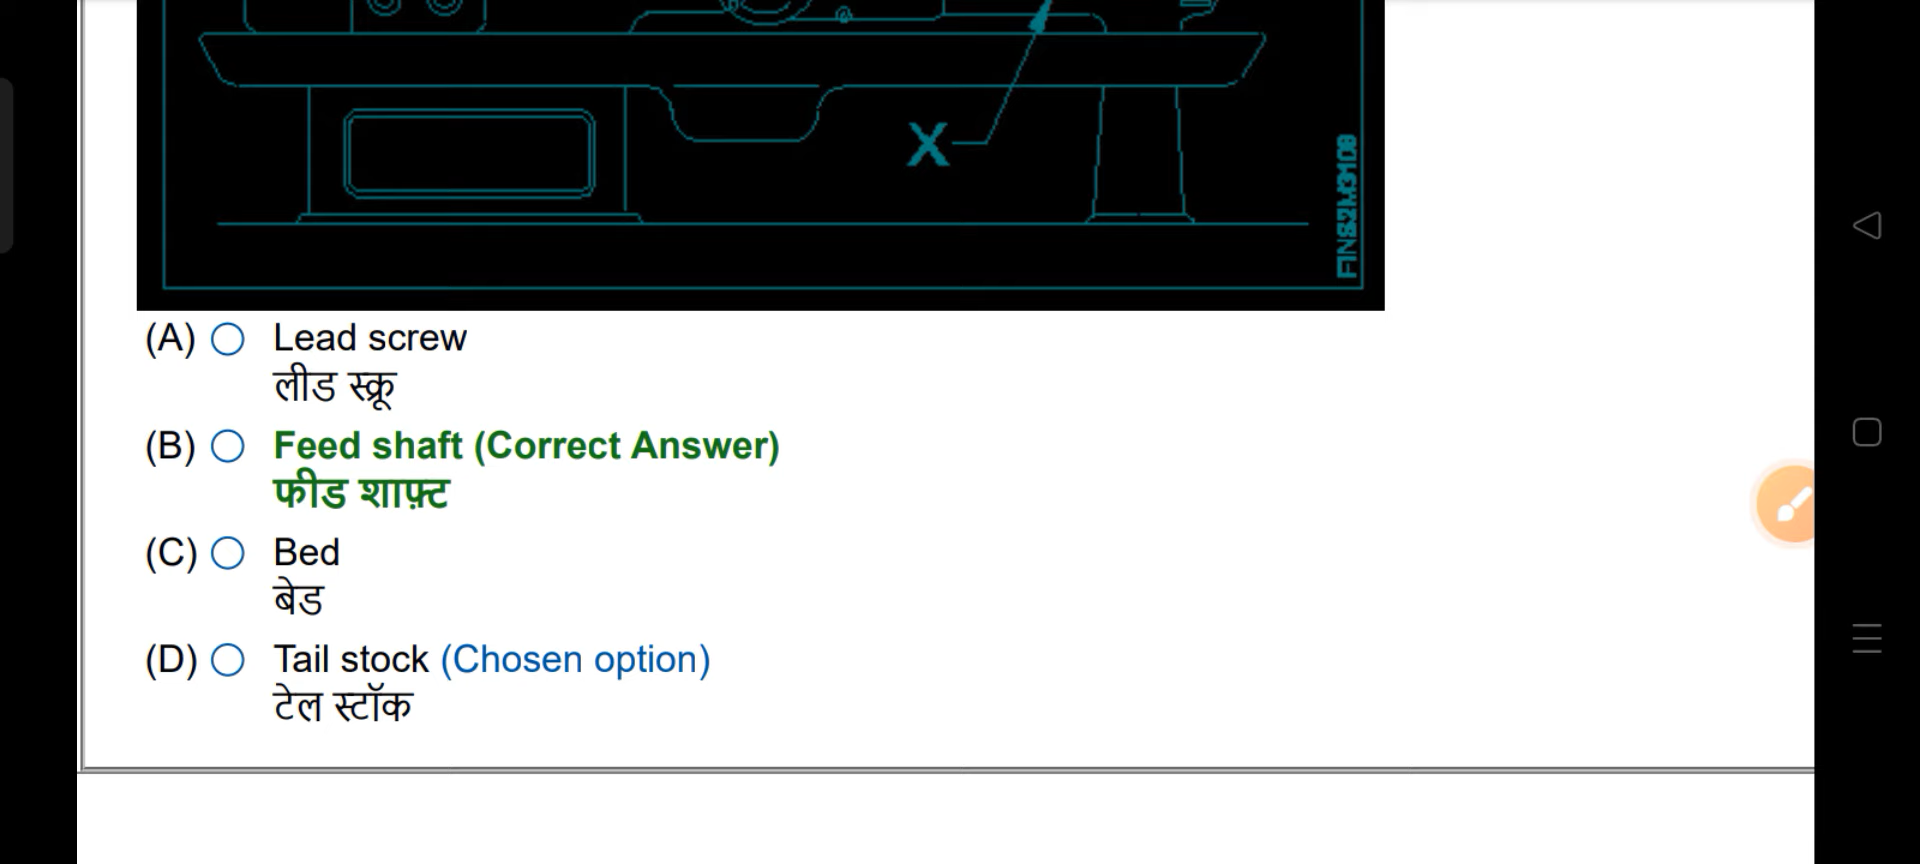 X
FINS2M3108
(A) Lead screw
लीड स्क्रू
(B) Feed shaft (Correct Answer)
फीड शाफ़्ट
(C) Bed
बेड
(D) Tail stock (Chosen option)
टेल स्टॉक